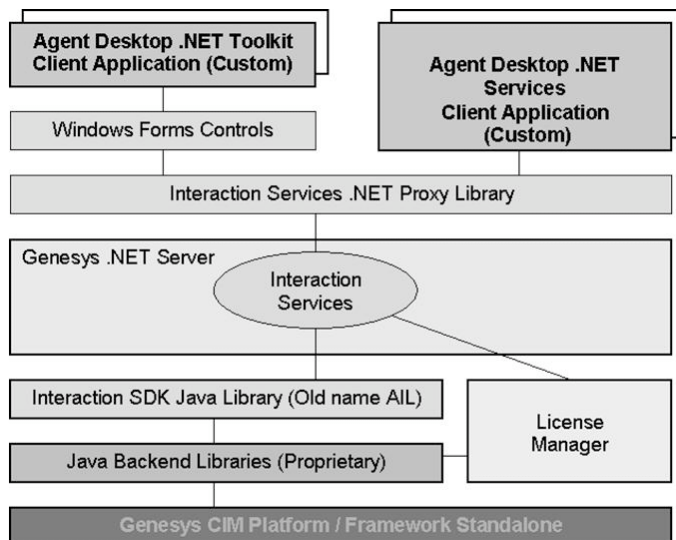 Agent Desktop .NET Toolkit
Client Application (Custom)
Agent Desktop .NET
Services
Client Application
(Custom)
Windows Forms Controls
Interaction Services .NET Proxy Library
Genesys .NET Server
Interaction
Services
Interaction SDK Java Library (Old name AIL)
License
Manager
Java Backend Libraries (Proprietary)
Genesys CIM Platform / Framework Standalone